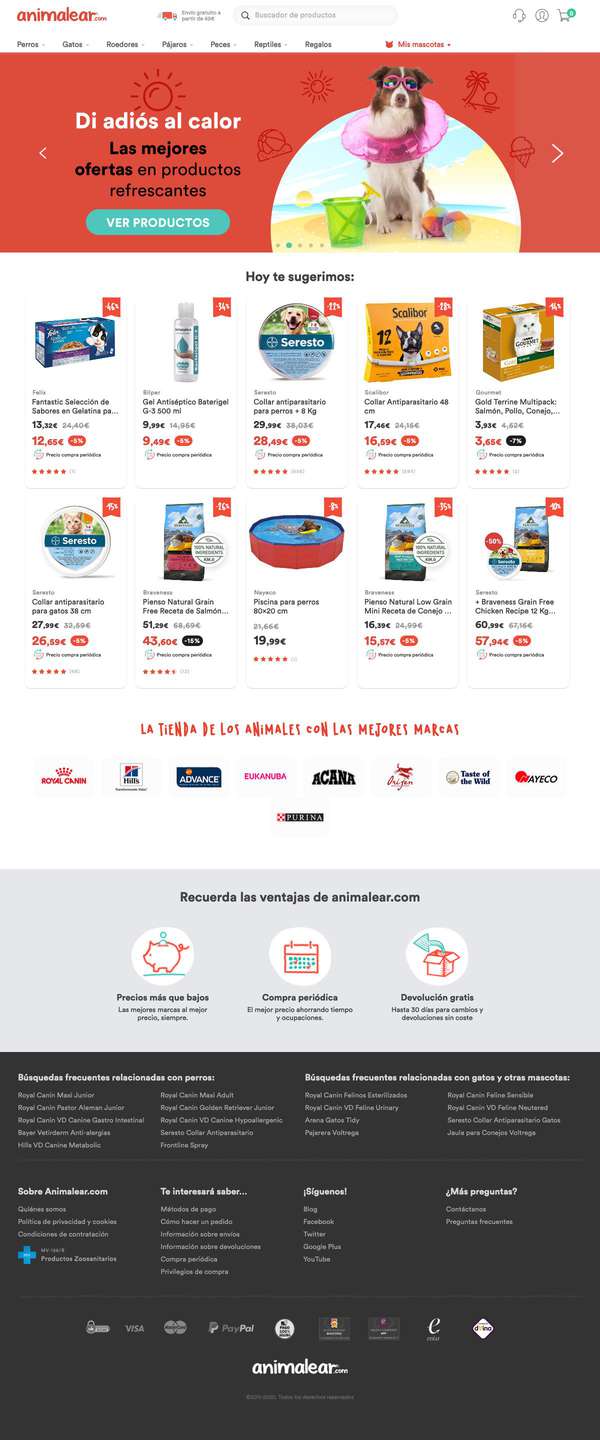 animalear.com
Envío gratuito a
partir de 49€
Buscador de productos
0
Perros
Gatos
Roedores
Pájaros
Peces
Reptiles
Regalos
Mis mascotas
Di adiós al calor
Las mejores
ofertas en productos
refrescantes
VER PRODUCTOS
Hoy te sugerimos:
-46%
Felix
Fantastic Selección de
Sabores en Gelatina pa...
13,32€ 24,40€
12,65€ -5%
Precio compra periódica
(1)
-34%
Bilper
Gel Antiséptico Baterigel
G-3 500 ml
9,99€ 14,95€
9,49€ -5%
Precio compra periódica
-22%
Seresto
Seresto
Collar antiparasitario
para perros + 8 Kg
29,99€ 38,03€
28,49€ -5%
Precio compra periódica
-28%
Scalibor
12
Scalibor
Collar Antiparasitario 48
cm
17,46€ 24,15€
16,59€ -5%
Precio compra periódica
-14%
GOURMET
Gold
Gourmet
Gold Terrine Multipack:
Salmón, Pollo, Conejo,...
3,93€ 4,52€
3,65€ -7%
Precio compra periódica
-15%
Seresto
Seresto
Collar antiparasitario
para gatos 38 cm
27,99€ 32,59€
26,59€ -5%
Precio compra periódica
-26%
100% NATURAL
INGREDIENTS
Braveness
Pienso Natural Grain
Free Receta de Salmón...
51,29€ 68,69€
43,60€ -15%
Precio compra periódica
-8%
Nayeco
Piscina para perros
80x20 cm
21,66€
19,99€
-35%
100% NATURAL
INGREDIENTS
Braveness
Pienso Natural Low Grain
Mini Receta de Conejo ...
16,39€ 24,99€
15,57€ -5%
Precio compra periódica
-10%
-50%
Seresto
Seresto
+ Braveness Grain Free
Chicken Recipe 12 Kg...
60,99€ 67,16€
57,94€ -5%
Precio compra periódica
LA TIENDA DE LOS ANIMALES CON LAS MEJORES MARCAS
ROYAL CANIN
Hill's
ADVANCE
EUKANUBA
ACANA
Orijen
Taste of
the Wild
NAYECO
PURINA
Recuerda las ventajas de animalear.com
Precios más que bajos
Las mejores marcas al mejor
precio, siempre.
Compra periódica
El mejor precio ahorrando tiempo
y ocupaciones.
Devolución gratis
Hasta 30 días para cambios y
devoluciones sin coste
Búsquedas frecuentes relacionadas con perros:
Royal Canin Maxi Junior
Royal Canin Pastor Aleman Junior
Royal Canin VD Canine Gastro Intestinal
Bayer Vetriderm Anti-alergias
Hills VD Canine Metabolic
Royal Canin Maxi Adult
Royal Canin Golden Retriever Junior
Royal Canin VD Canine Hypoallergenic
Seresto Collar Antiparasitario
Frontline Spray
Búsquedas frecuentes relacionadas con gatos y otras mascotas:
Royal Canin Felinos Esterilizados
Royal Canin VD Feline Urinary
Arena Gatos Tidy
Pajarera Voltrega
Royal Canin Feline Sensible
Royal Canin VD Feline Neutered
Seresto Collar Antiparasitario Gatos
Jaula para Conejos Voltrega
Sobre Animalear.com
Quiénes somos
Política de privacidad y cookies
Condiciones de contratación
Productos Zoosanitarios
Te interesará saber...
Métodos de pago
Cómo hacer un pedido
Información sobre envíos
Información sobre devoluciones
Compra periódica
Privilegios de compra
¡Síguenos!
Blog
Facebook
Twitter
Google Plus
YouTube
¿Más preguntas?
Contáctanos
Preguntas frecuentes
VISA
PayPal
animalear.com
©2011-2020. Todos los derechos reservados